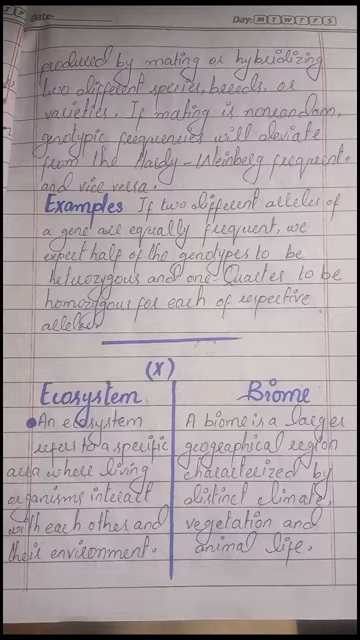 Date:
Day: M T W T F S
produced by mating or hybridizing
two different species, breeds, or
varieties. If mating is nonrandom,
genotypic frequencies will deviate
from the Hardy-Weinberg frequent.
and vice versa.
Examples If two different alleles of
a gene are equally frequent, we
expect half of the genotypes to be
heterozygous and one-Quarter to be
homozygous for each of respective
alleles.
(X)
Ecosystem
An ecosystem
refers to a specific
area where living
organisms interact
with each other and
their environment.
Biome
A biome is a larger
geographical region
characterized by
distinct climate,
vegetation and
animal life.